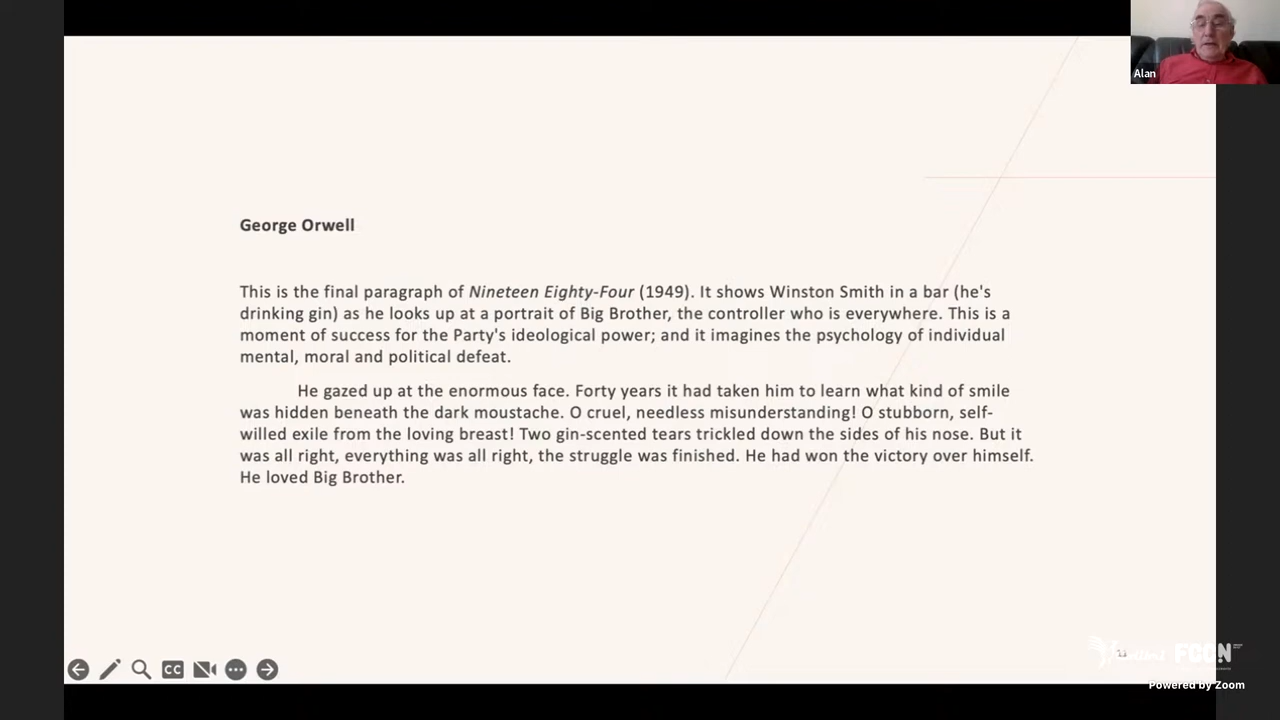 Alan
George Orwell
This is the final paragraph of Nineteen Eighty-Four (1949). It shows Winston Smith in a bar (he's
drinking gin) as he looks up at a portrait of Big Brother, the controller who is everywhere. This is a
moment of success for the Party's ideological power; and it imagines the psychology of individual
mental, moral and political defeat.
He gazed up at the enormous face. Forty years it had taken him to learn what kind of smile
was hidden beneath the dark moustache. O cruel, needless misunderstanding! O stubborn, self-
willed exile from the loving breast! Two gin-scented tears trickled down the sides of his nose. But it
was all right, everything was all right, the struggle was finished. He had won the victory over himself.
He loved Big Brother.
CC
FCCN
Powered by Zoom